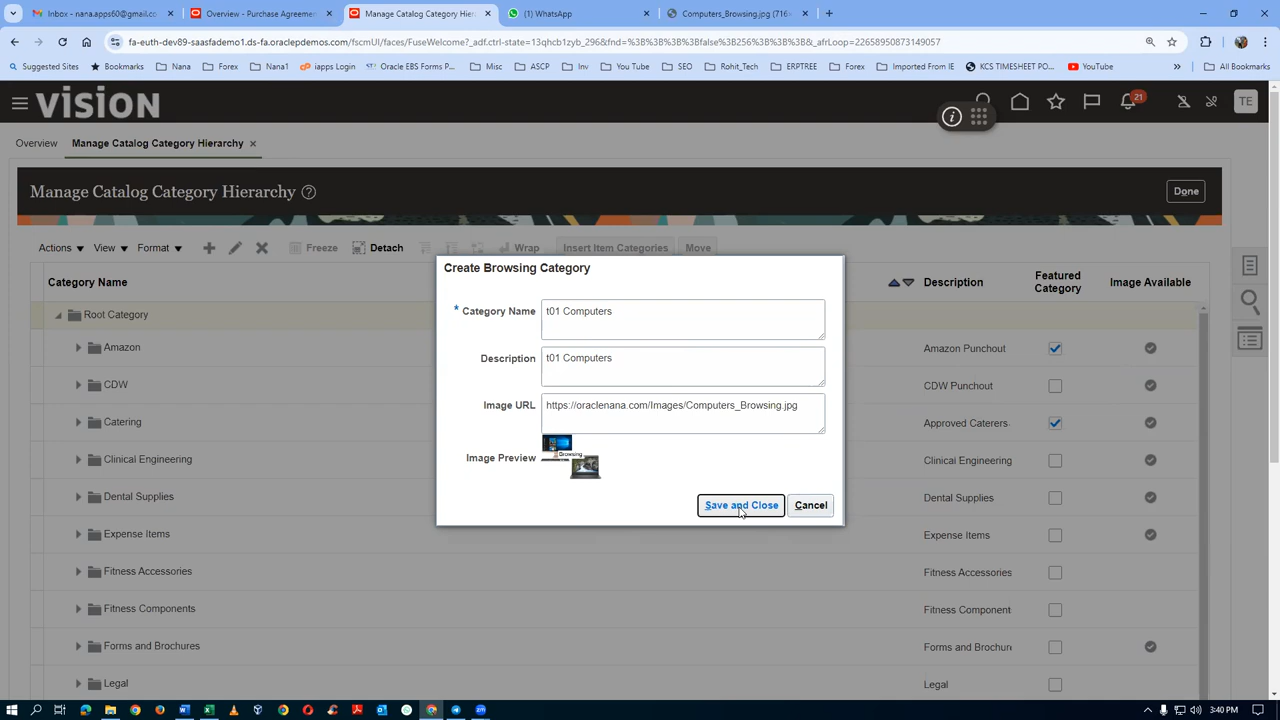 Inbox - nana.apps60@gmail.co
Overview - Purchase Agreemen
Manage Catalog Category Hierar
(1) WhatsApp
Computers_Browsing.jpg (716×
fa-euth-dev89-saasfademo1.ds-fa.oraclepdemos.com/fscmUI/faces/FuseWelcome?_adf.ctrl-state=13qhcb1zyb_296&fnd=%3B%3B%3B%3Bfalse%3B256%3B%3B%3B&_afrLoop=22658950873149057
Suggested Sites
Bookmarks
Nana
Forex
Nana1
iapps Login
Oracle EBS Forms P...
Misc
ASCP
Inv
You Tube
SEO
Rohit_Tech
ERPTREE
Forex
Imported From IE
KCS TIMESHEET PO...
YouTube
All Bookmarks
VISION
21
TE
Overview
Manage Catalog Category Hierarchy
Manage Catalog Category Hierarchy
Done
Actions
View
Format
Freeze
Detach
Wrap
Insert Item Categories
Move
Category Name
Description
Featured Category
Image Available
Root Category
Amazon
Amazon Punchout
CDW
CDW Punchout
Catering
Approved Caterers
Clinical Engineering
Clinical Engineering
Dental Supplies
Dental Supplies
Expense Items
Expense Items
Fitness Accessories
Fitness Accessories
Fitness Components
Fitness Component
Forms and Brochures
Forms and Brochure
Legal
Legal
Create Browsing Category
* Category Name
t01 Computers
Description
t01 Computers
Image URL
https://oraclenana.com/Images/Computers_Browsing.jpg
Image Preview
Browsing
Save and Close
Cancel
3:40 PM